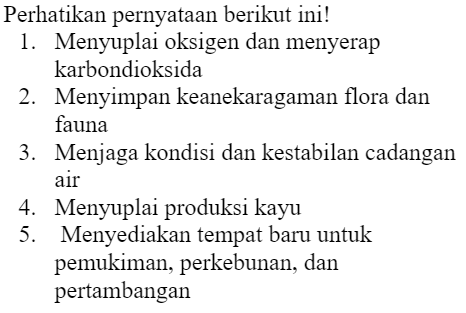 Perhatikan pernyataan berikut ini!
1. Menyuplai oksigen dan menyerap
karbondioksida
2. Menyimpan keanekaragaman flora dan
fauna
3. Menjaga kondisi dan kestabilan cadangan
air
4. Menyuplai produksi kayu
5. Menyediakan tempat baru untuk
pemukiman, perkebunan, dan
pertambangan